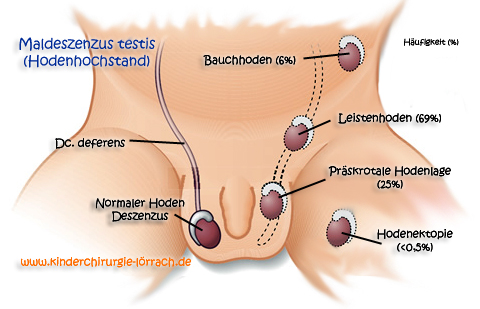 Maldeszenzus testis
(Hodenhochstand)
Häufigkeit (%)
Bauchhoden (6%)
Leistenhoden (69%)
Dc. deferens
Präskrotale Hodenlage
(25%)
Normaler Hoden
Deszenzus
Hodenektopie
(<0,5%)
www.kinderchirurgie-lörrach.de